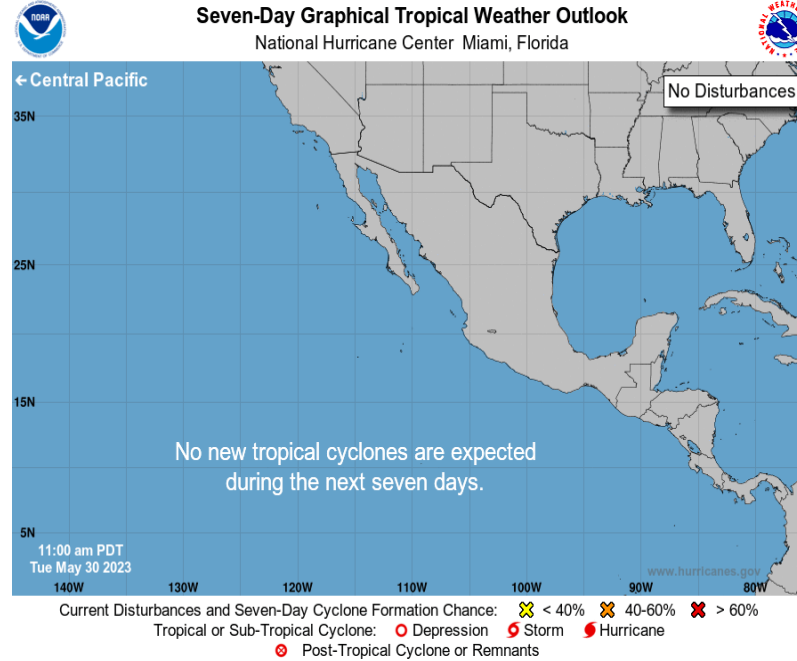 Seven-Day Graphical Tropical Weather Outlook
National Hurricane Center Miami, Florida
NOAA
NATIONAL WEATHER
← Central Pacific
No Disturbances
35N
25N
15N
No new tropical cyclones are expected
during the next seven days.
5N
11:00 am PDT
Tue May 30 2023
www.hurricanes.gov
140W 130W 120W 110W 100W 90W 80W
Current Disturbances and Seven-Day Cyclone Formation Chance: < 40% 40-60% > 60%
Tropical or Sub-Tropical Cyclone: Depression Storm Hurricane
Post-Tropical Cyclone or Remnants